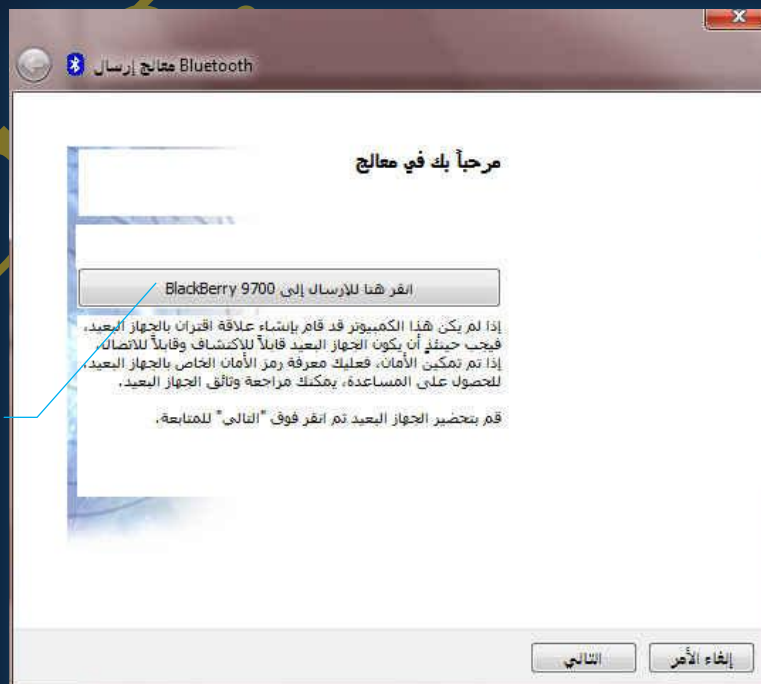 معالج إرسال Bluetooth
مرحباً بك في معالج
انقر هنا للإرسال إلى BlackBerry 9700
إذا لم يكن هذا الكمبيوتر قد قام بإنشاء علاقة اقتران بالجهاز البعيد،
فيجب حينئذٍ أن يكون الجهاز البعيد قابلاً للاكتشاف وقابلاً للاتصال.
إذا تم تمكين الأمان، فعليك معرفة رمز الأمان الخاص بالجهاز البعيد.
للحصول على المساعدة، يمكنك مراجعة وثائق الجهاز البعيد.
قم بتحضير الجهاز البعيد ثم انقر فوق "التالي" للمتابعة.
إلغاء الأمر
التالي